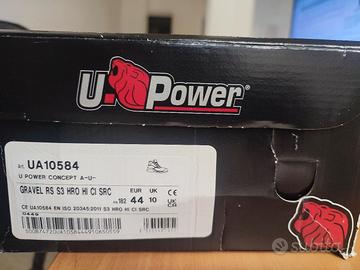 U Power®
Art. UA10584
U POWER CONCEPT A-U-
GRAVEL RS S3 HRO HI CI SRC
EUR UK
182 44 10
CE UA10584 EN ISO 20345:2011 S3 HRO HI CI SRC
subito